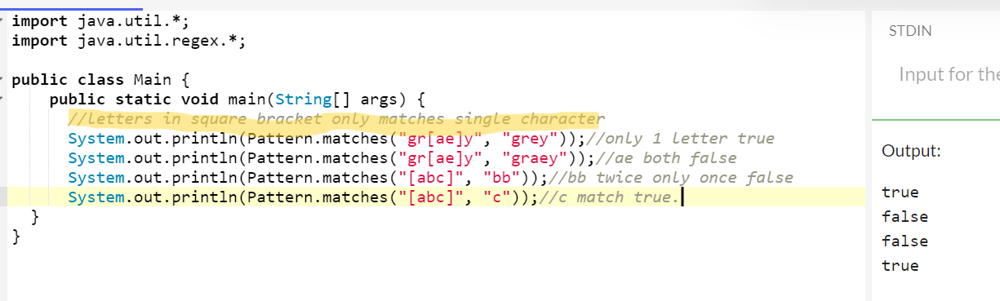 import java.util.*;
import java.util.regex.*;
public class Main {
public static void main(String[] args) {
//letters in square bracket only matches single character
System.out.println(Pattern.matches("gr[ae]y", "grey"));//only 1 letter true
System.out.println(Pattern.matches("gr[ae]y", "graey"));//ae both false
System.out.println(Pattern.matches("[abc]", "bb"));//bb twice only once false
System.out.println(Pattern.matches("[abc]", "c"));//c match true.
}
}
STDIN
Input for the
Output:
true
false
false
true